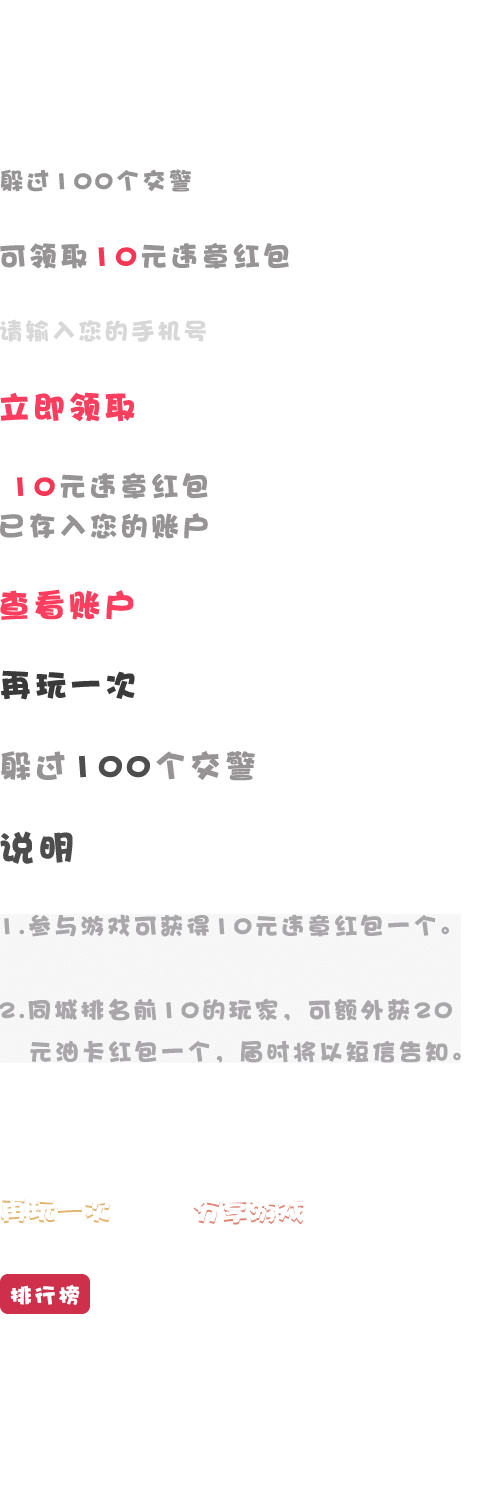 躲过100个交警
可领取10元违章红包
请输入您的手机号
立即领取
10元违章红包
已存入您的账户
查看账户
再玩一次
躲过100个交警
说明
1.参与游戏可获得10元违章红包一个。
2.同城排名前10的玩家，可额外获20
元油卡红包一个，届时将以短信告知。
再玩一次 分享游戏
排行榜